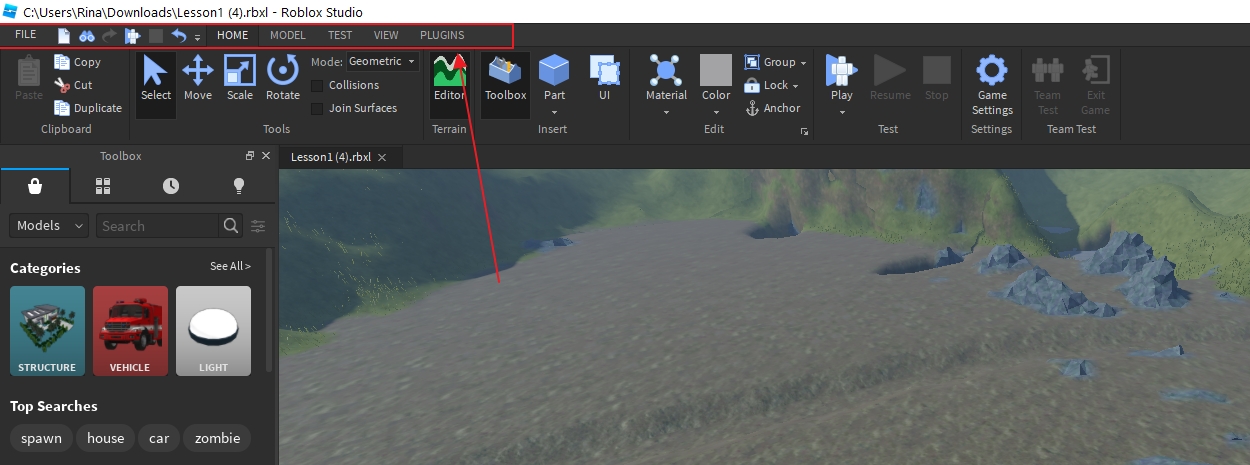 C:\Users\Rina\Downloads\Lesson1 (4).rbxl - Roblox Studio
FILE HOME MODEL TEST VIEW PLUGINS
Paste
Copy
Cut
Duplicate
Clipboard
Select
Move
Scale
Rotate
Mode: Geometric
Collisions
Join Surfaces
Tools
Editor
Terrain
Toolbox
Part
UI
Insert
Material
Color
Group
Lock
Anchor
Edit
Play
Resume
Stop
Test
Game
Settings
Settings
Team
Test
Exit
Game
Team Test
Toolbox
Lesson1 (4).rbxl
Models
Search
Categories
See All >
STRUCTURE
VEHICLE
LIGHT
Top Searches
spawn
house
car
zombie